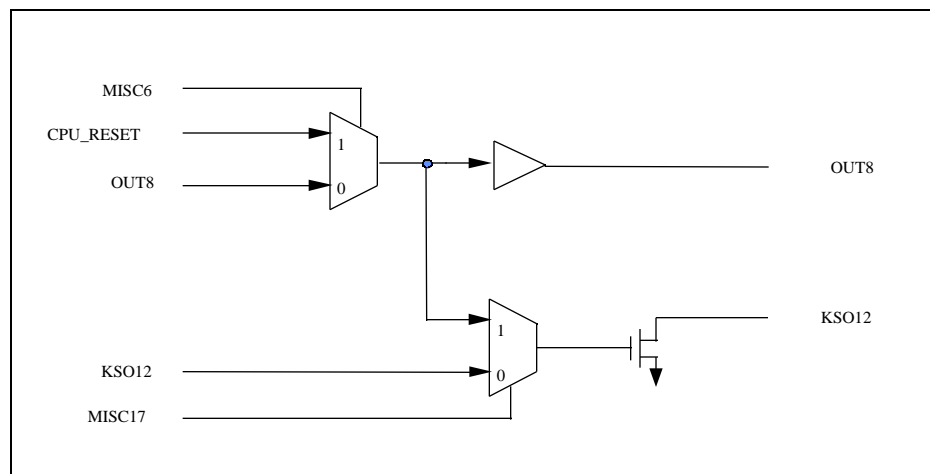 MISC6
CPU_RESET
1
OUT8
0
OUT8
1
KSO12
KSO12
0
MISC17